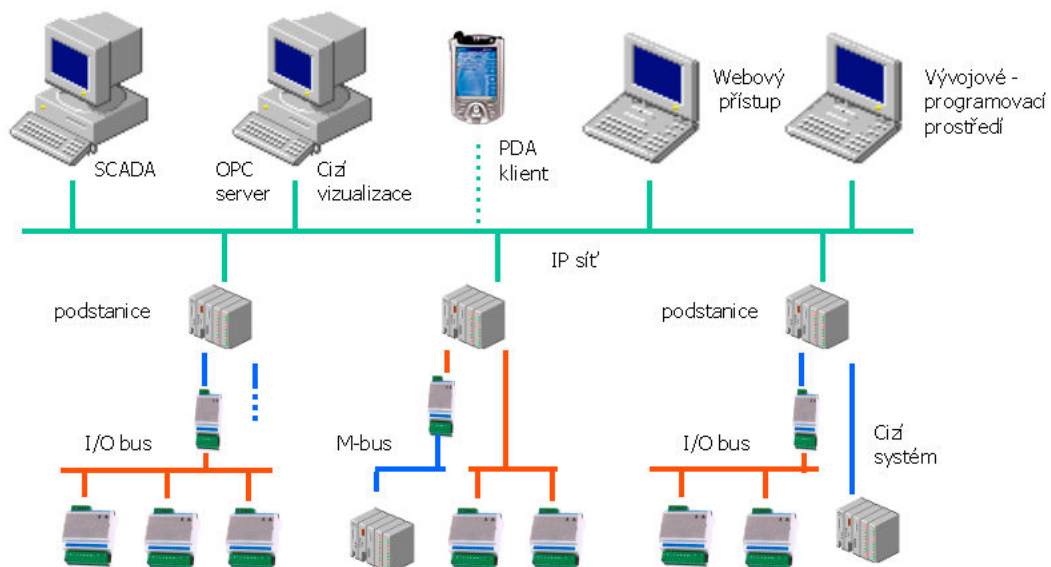 SCADA
OPC
server
Cizí
vizualizace
PDA
klient
Webový
přístup
Vývojové -
programovací
prostředí
IP síť
podstanice
podstanice
I/O bus
M-bus
I/O bus
Cizí
systém